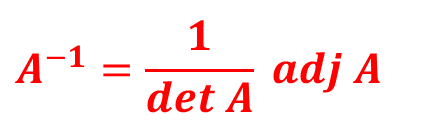 A⁻¹ = 1/det A adj A